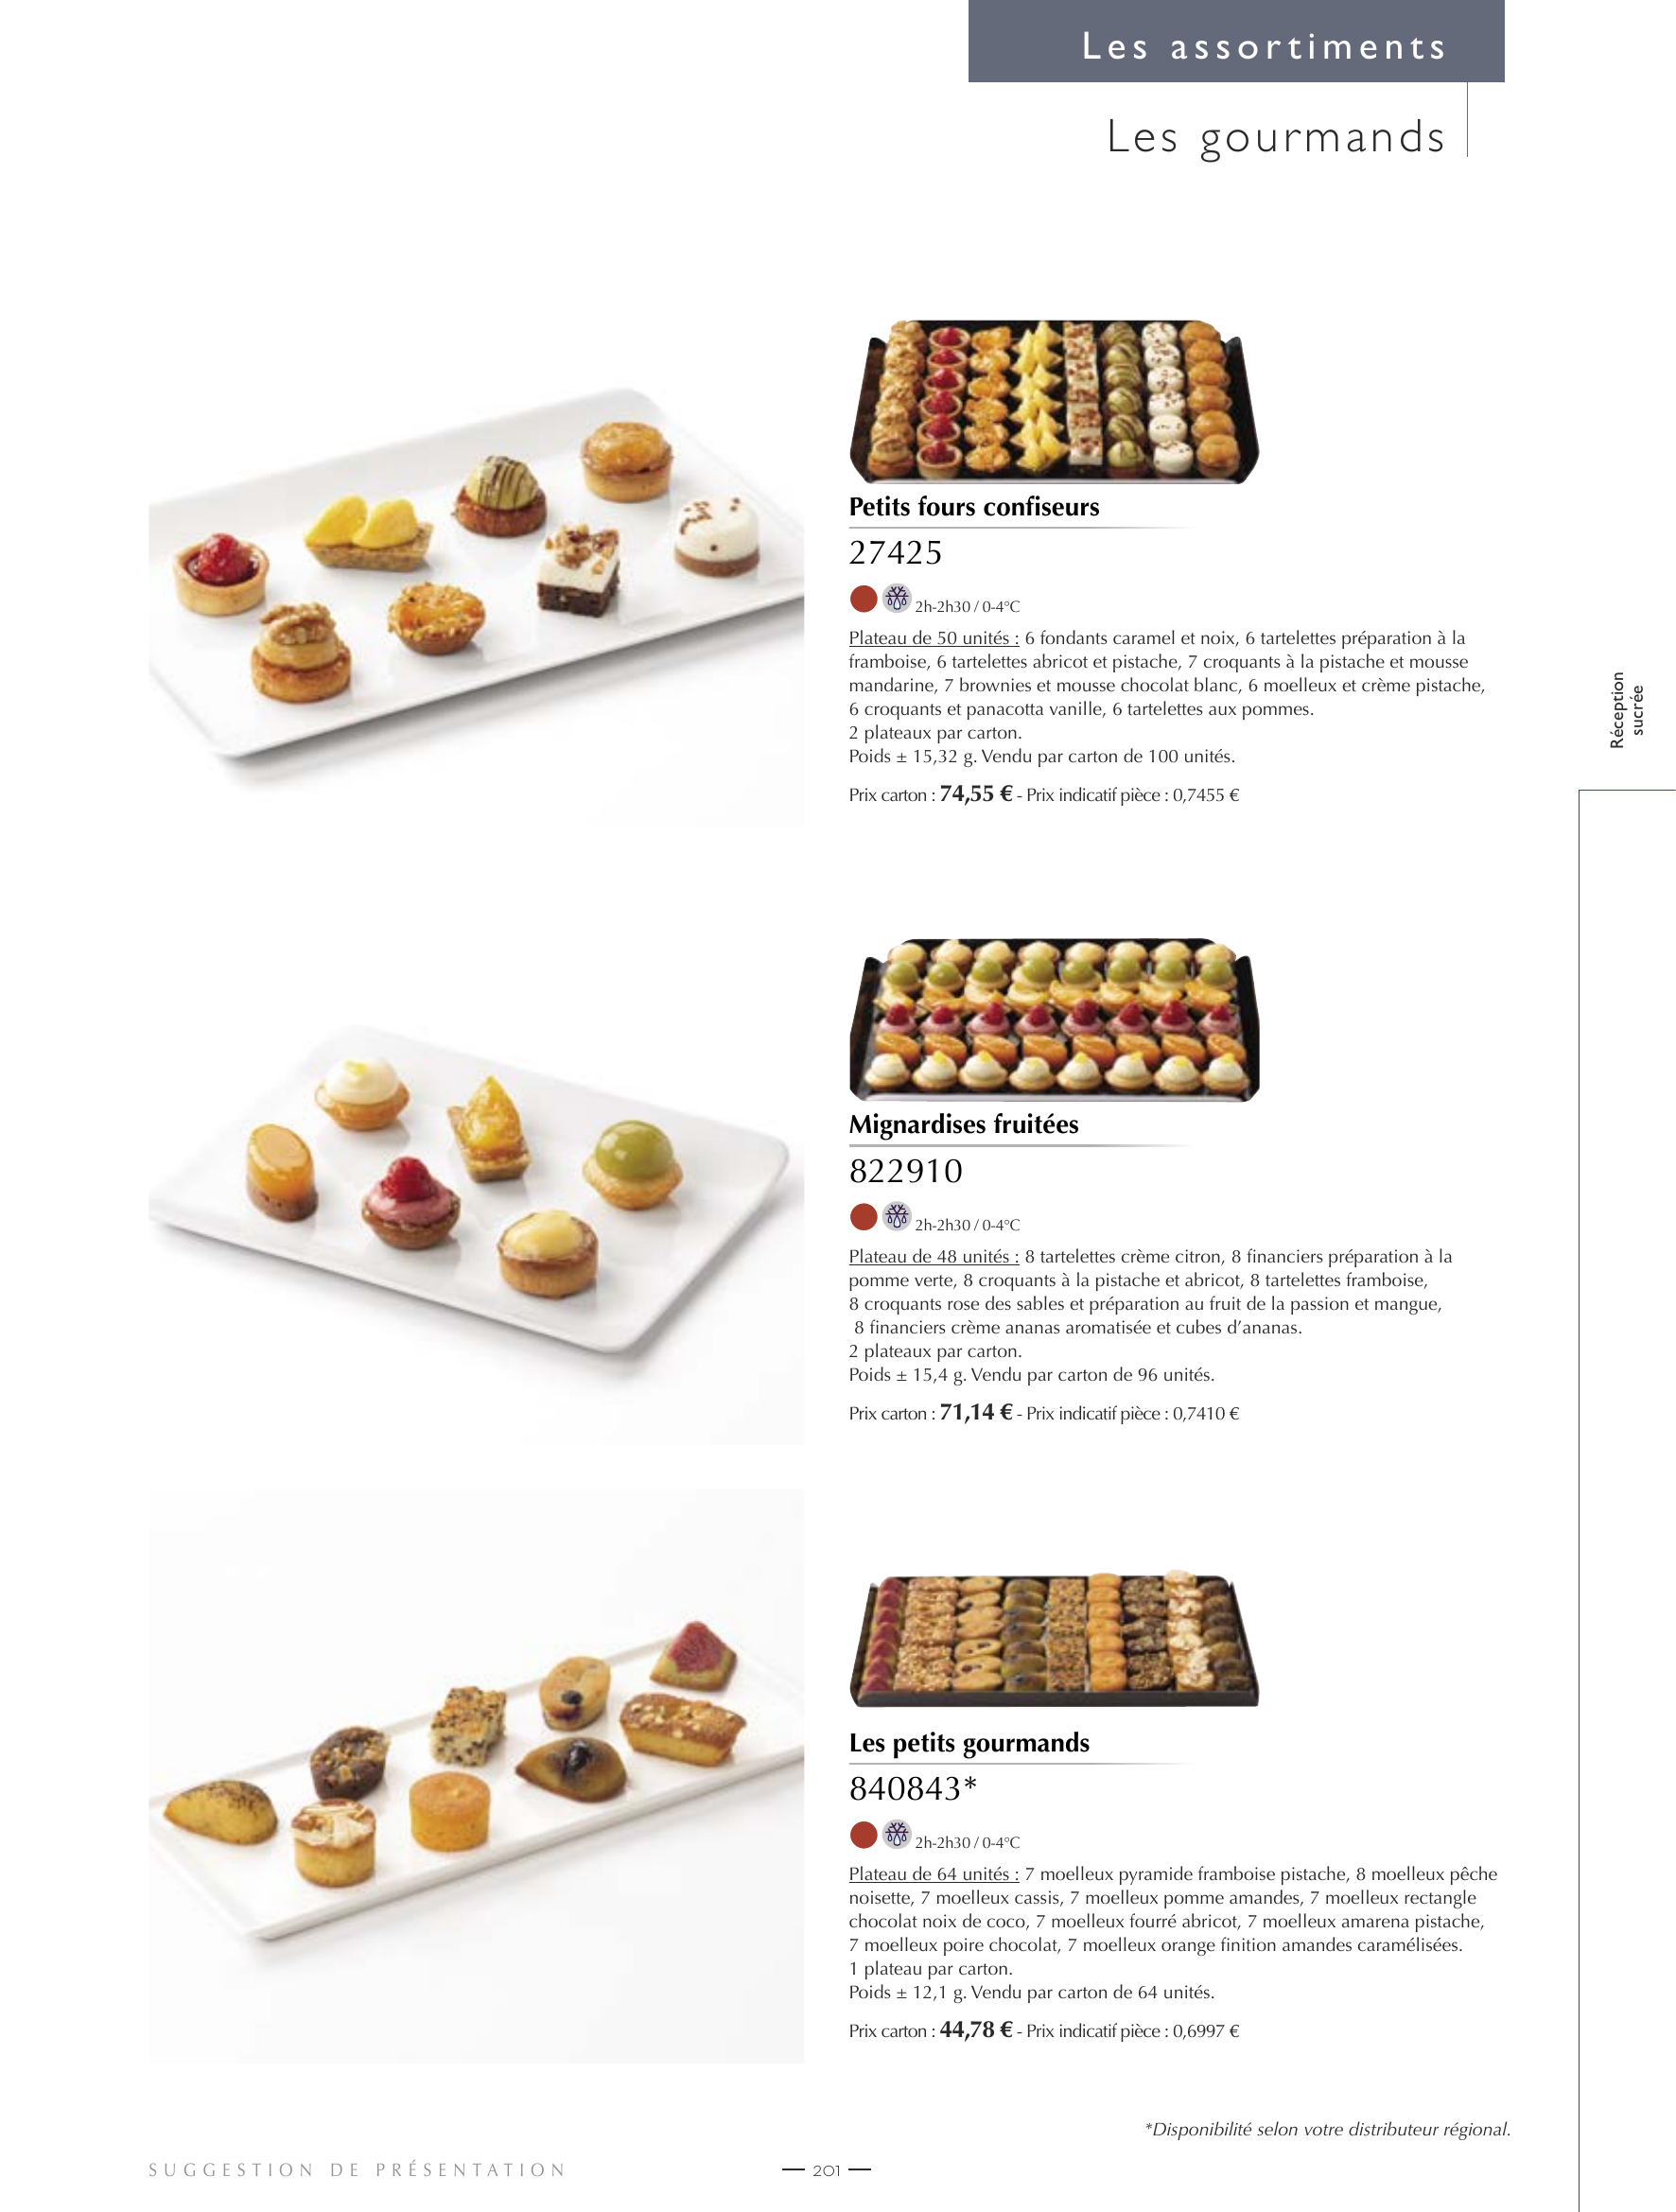 Les assortiments
Les gourmands
Petits fours confiseurs
27425
2h-2h30 / 0-4°C
Plateau de 50 unités : 6 fondants caramel et noix, 6 tartelettes préparation à la
framboise, 6 tartelettes abricot et pistache, 7 croquants à la pistache et mousse
mandarine, 7 brownies et mousse chocolat blanc, 6 moelleux et crème pistache,
6 croquants et panacotta vanille, 6 tartelettes aux pommes.
2 plateaux par carton.
Poids ± 15,32 g. Vendu par carton de 100 unités.
Prix carton : 74,55 € - Prix indicatif pièce : 0,7455 €
Réception
sucrée
Mignardises fruitées
822910
2h-2h30 / 0-4°C
Plateau de 48 unités : 8 tartelettes crème citron, 8 financiers préparation à la
pomme verte, 8 croquants à la pistache et abricot, 8 tartelettes framboise,
8 croquants rose des sables et préparation au fruit de la passion et mangue,
8 financiers crème ananas aromatisée et cubes d’ananas.
2 plateaux par carton.
Poids ± 15,4 g. Vendu par carton de 96 unités.
Prix carton : 71,14 € - Prix indicatif pièce : 0,7410 €
Les petits gourmands
840843*
2h-2h30 / 0-4°C
Plateau de 64 unités : 7 moelleux pyramide framboise pistache, 8 moelleux pêche
noisette, 7 moelleux cassis, 7 moelleux pomme amandes, 7 moelleux rectangle
chocolat noix de coco, 7 moelleux fourré abricot, 7 moelleux amarena pistache,
7 moelleux poire chocolat, 7 moelleux orange finition amandes caramélisées.
1 plateau par carton.
Poids ± 12,1 g. Vendu par carton de 64 unités.
Prix carton : 44,78 € - Prix indicatif pièce : 0,6997 €
*Disponibilité selon votre distributeur régional.
SUGGESTION DE PRÉSENTATION
— 201 —